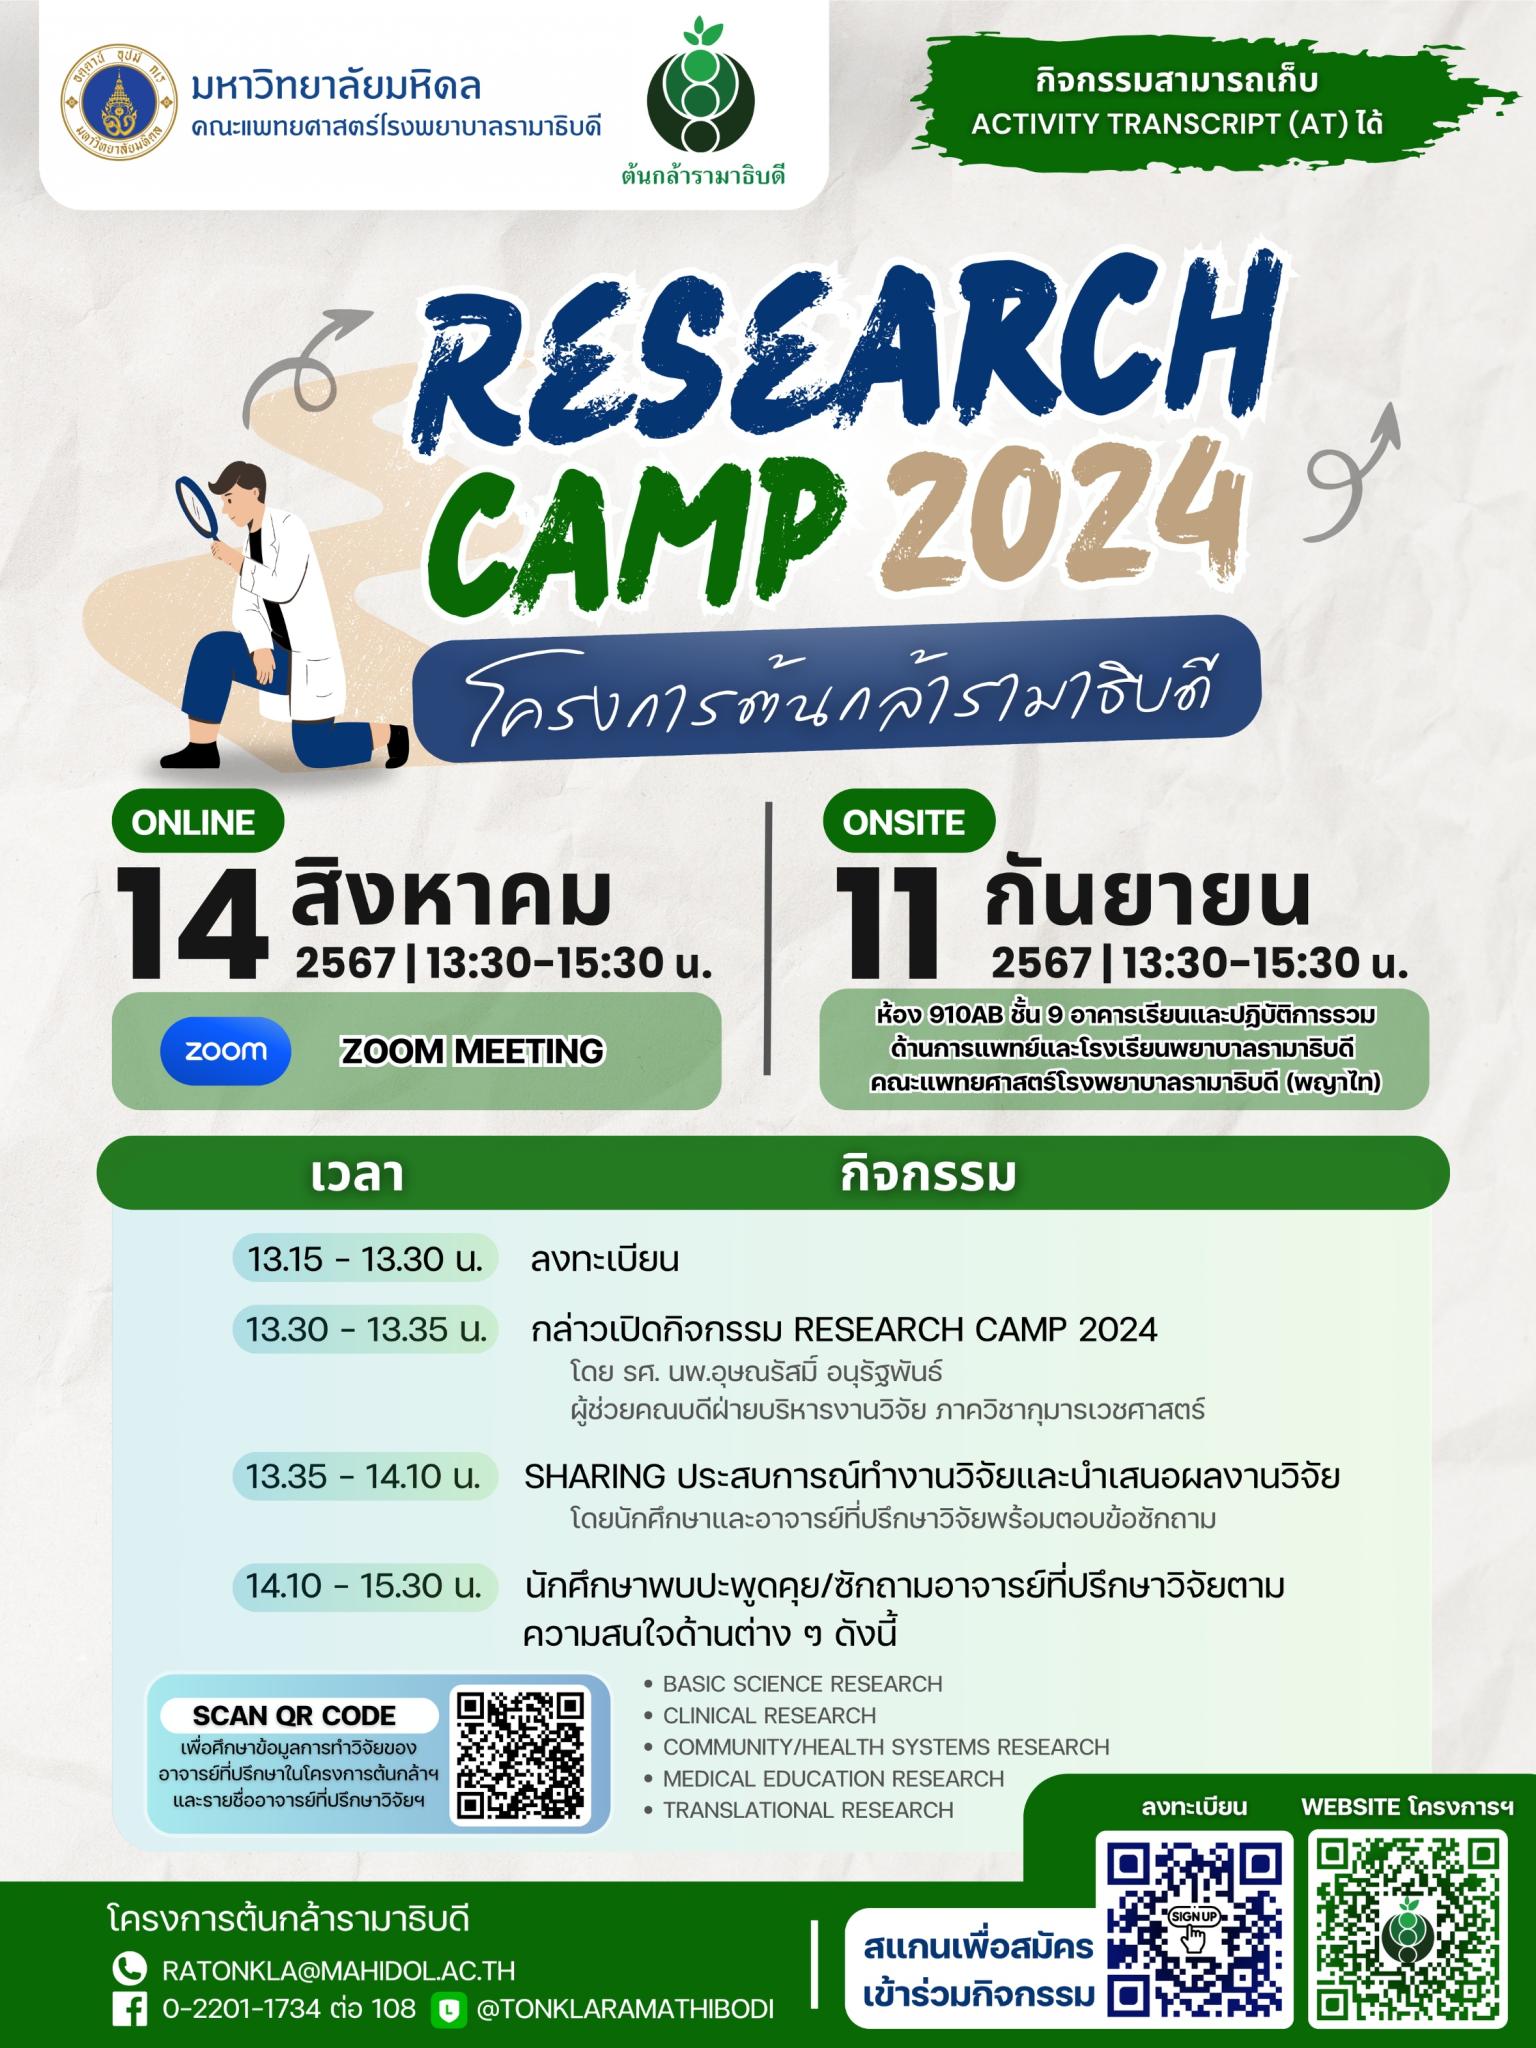 มหาวิทยาลัยมหิดล
คณะแพทยศาสตร์โรงพยาบาลรามาธิบดี
ต้นกล้ารามาธิบดี
กิจกรรมสามารถเก็บ
ACTIVITY TRANSCRIPT (AT) ได้
RESEARCH
CAMP 2024
โครงการต้นกล้ารามาธิบดี
ONLINE
14 สิงหาคม
2567 | 13:30-15:30 น.
zoom ZOOM MEETING
ONSITE
11 กันยายน
2567 | 13:30-15:30 น.
ห้อง 910AB ชั้น 9 อาคารเรียนและปฏิบัติการรวม
ด้านการแพทย์และโรงเรียนพยาบาลรามาธิบดี
คณะแพทยศาสตร์โรงพยาบาลรามาธิบดี (พญาไท)
เวลา กิจกรรม
13.15 - 13.30 น. ลงทะเบียน
13.30 - 13.35 น. กล่าวเปิดกิจกรรม RESEARCH CAMP 2024
โดย รศ. นพ.อุษณรัสมิ์ อนุรัฐพันธ์
ผู้ช่วยคณบดีฝ่ายบริหารงานวิจัย ภาควิชากุมารเวชศาสตร์
13.35 - 14.10 น. SHARING ประสบการณ์ทำงานวิจัยและนำเสนอผลงานวิจัย
โดยนักศึกษาและอาจารย์ที่ปรึกษาวิจัยพร้อมตอบข้อซักถาม
14.10 - 15.30 น. นักศึกษาพบปะพูดคุย/ซักถามอาจารย์ที่ปรึกษาวิจัยตาม
ความสนใจด้านต่าง ๆ ดังนี้
• BASIC SCIENCE RESEARCH
• CLINICAL RESEARCH
• COMMUNITY/HEALTH SYSTEMS RESEARCH
• MEDICAL EDUCATION RESEARCH
• TRANSLATIONAL RESEARCH
SCAN QR CODE
เพื่อศึกษาข้อมูลการทำวิจัยของ
อาจารย์ที่ปรึกษาในโครงการต้นกล้าฯ
และรายชื่ออาจารย์ที่ปรึกษาวิจัยฯ
ลงทะเบียน WEBSITE โครงการฯ
SIGN UP
โครงการต้นกล้ารามาธิบดี
RATONKLA@MAHIDOL.AC.TH
0-2201-1734 ต่อ 108 @TONKLARAMATHIBODI
สแกนเพื่อสมัคร
เข้าร่วมกิจกรรม